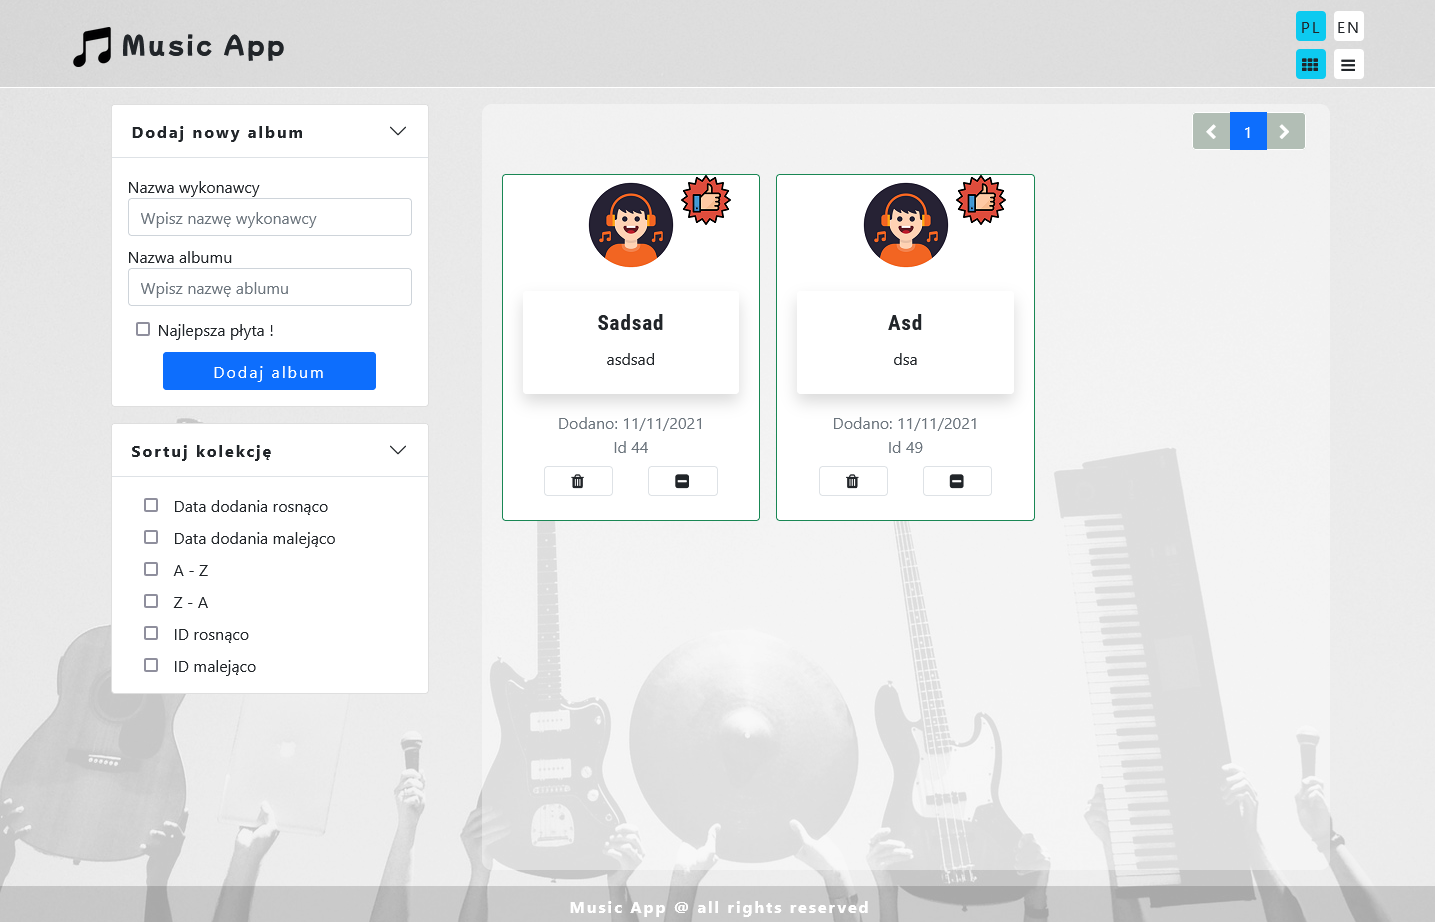 Music App
PL EN
Dodaj nowy album
Nazwa wykonawcy
Wpisz nazwę wykonawcy
Nazwa albumu
Wpisz nazwę ablumu
Najlepsza płyta !
Dodaj album
Sortuj kolekcję
Data dodania rosnąco
Data dodania malejąco
A - Z
Z - A
ID rosnąco
ID malejąco
1
Sadsad
asdsad
Dodano: 11/11/2021
Id 44
Asd
dsa
Dodano: 11/11/2021
Id 49
Music App @ all rights reserved